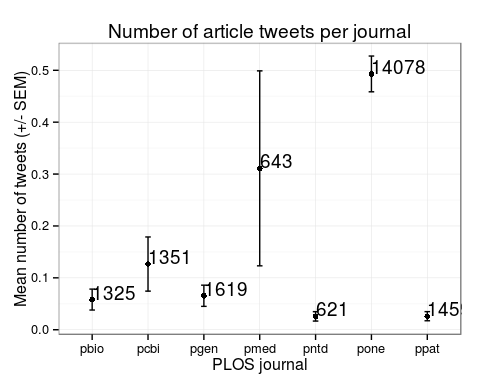 Number of article tweets per journal
Mean number of tweets (+/- SEM)
0.5
0.4
0.3
0.2
0.1
0.0
14078
643
1351
1325
1619
621
145
pbio
pcbi
pgen
pmed
pntd
pone
ppat
PLOS journal